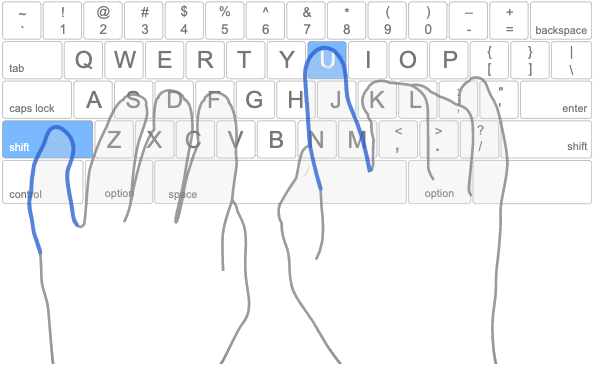 ~ ! @ # $ % ^ & * ( ) – +
` 1 2 3 4 5 6 7 8 9 0 - = backspace
tab Q W E R T Y U I O P { [ } ] | \
caps lock A S D F G H J K L : ; " ' enter
shift Z X C V B N M < , > . ? / shift
control option space option